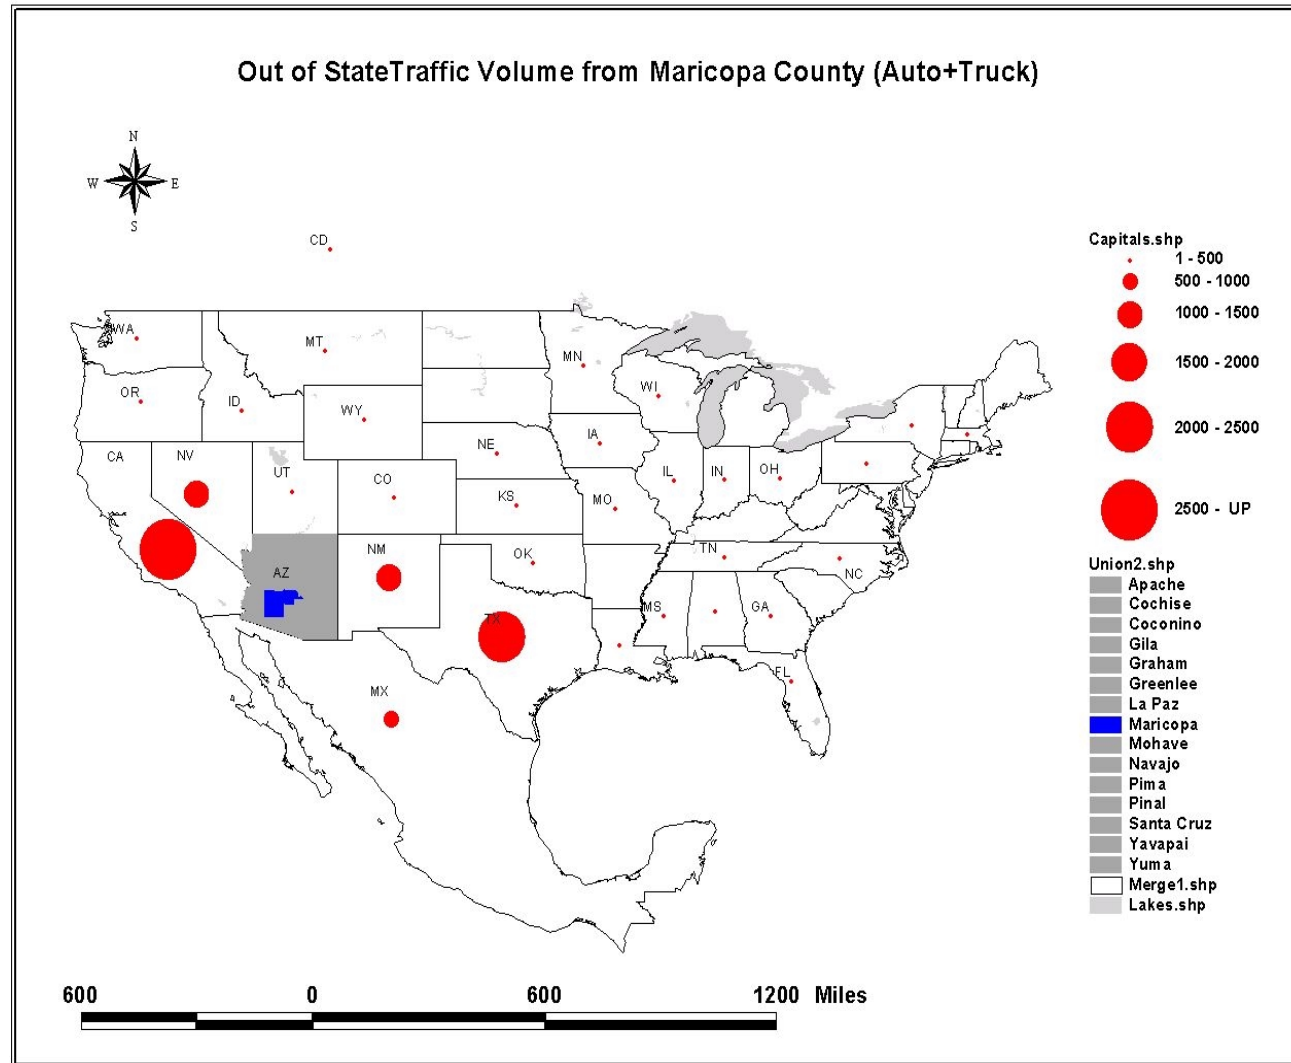 Out of StateTraffic Volume from Maricopa County (Auto+Truck)
N
W E
S
CD
WA
MT
MN
OR
ID
WY
WI
NE
IA
CA
NV
UT
CO
IL
IN
OH
KS
MO
NM
OK
TN
AZ
NC
TX
MS
GA
MX
FL
Capitals.shp
1 - 500
500 - 1000
1000 - 1500
1500 - 2000
2000 - 2500
2500 - UP
Union2.shp
Apache
Cochise
Coconino
Gila
Graham
Greenlee
La Paz
Maricopa
Mohave
Navajo
Pima
Pinal
Santa Cruz
Yavapai
Yuma
Merge1.shp
Lakes.shp
600 0 600 1200 Miles